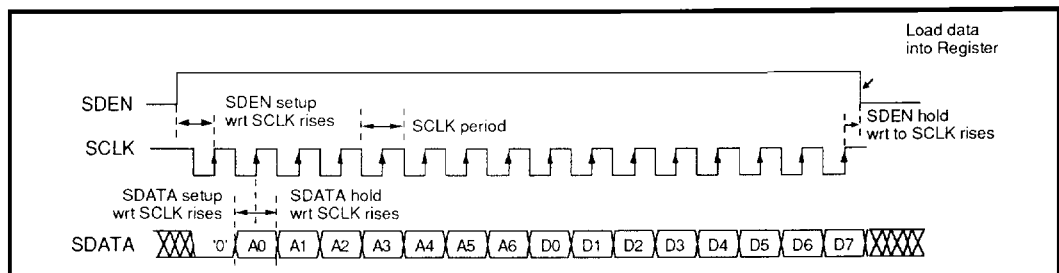 Load data
into Register
SDEN
SDEN setup
wrt SCLK rises
SCLK period
SDEN hold
wrt to SCLK rises
SCLK
SDATA setup
wrt SCLK rises
SDATA hold
wrt SCLK rises
SDATA '0' A0 A1 A2 A3 A4 A5 A6 D0 D1 D2 D3 D4 D5 D6 D7